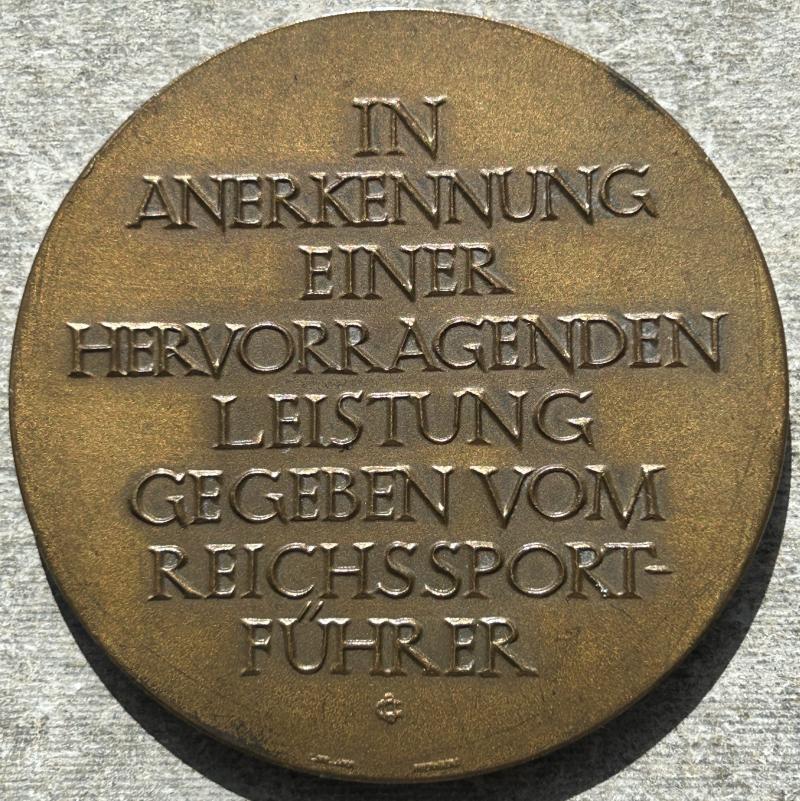 IN
ANERKENNUNG
EINER
HERVORRAGENDEN
LEISTUNG
GEGEBEN VOM
REICHSSPORT-
FÜHRER